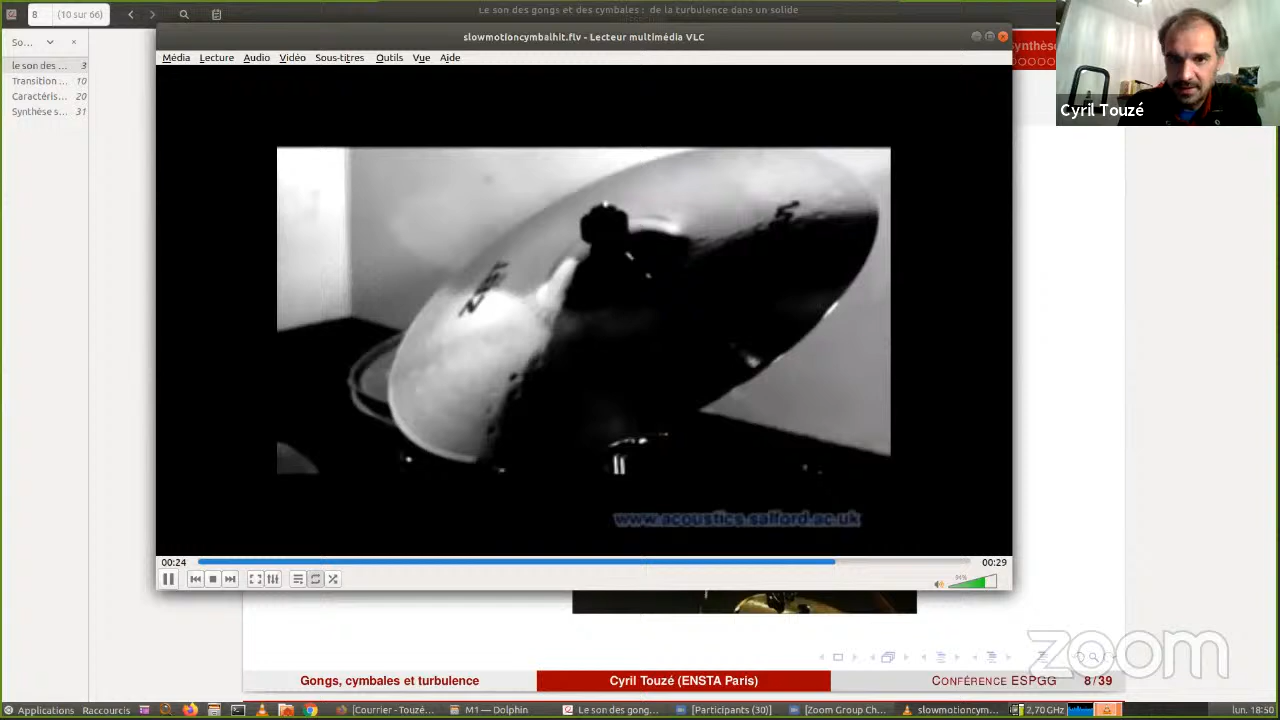 8
(10 sur 66)
Le son des gongs et des cymbales : de la turbulence dans un solide
So...
le son des ... 3
Transition ... 10
Caractéris... 20
Synthèse s... 31
slowmotioncymbalhit.flv - Lecteur multimédia VLC
Média Lecture Audio Vidéo Sous-titres Outils Vue Aide
Synthèse
Cyril Touzé
www.acoustics.salford.ac.uk
00:24
00:29
94%
zoom
Gongs, cymbales et turbulence
Cyril Touzé (ENSTA Paris)
CONFÉRENCE ESPGG 8/39
Applications Raccourcis
[Courrier - Touzé...
M1 — Dolphin
Le son des gong...
[Participants (30)]
[Zoom Group Ch...
slowmotioncym...
2,70 GHz
lun. 18:50